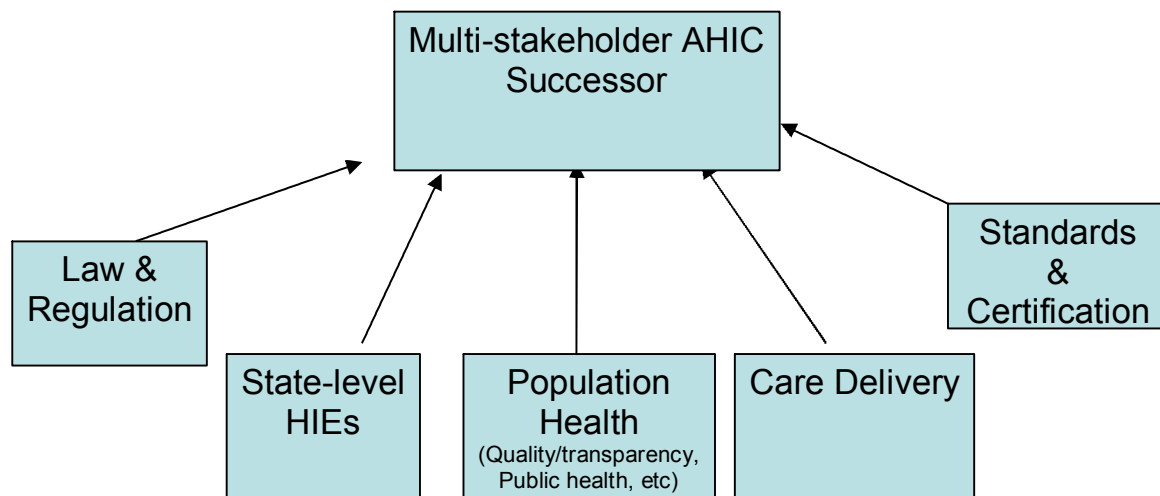 Multi-stakeholder AHIC
Successor
Law &
Regulation
State-level
HIEs
Population
Health
(Quality/transparency,
Public health, etc)
Care Delivery
Standards
&
Certification